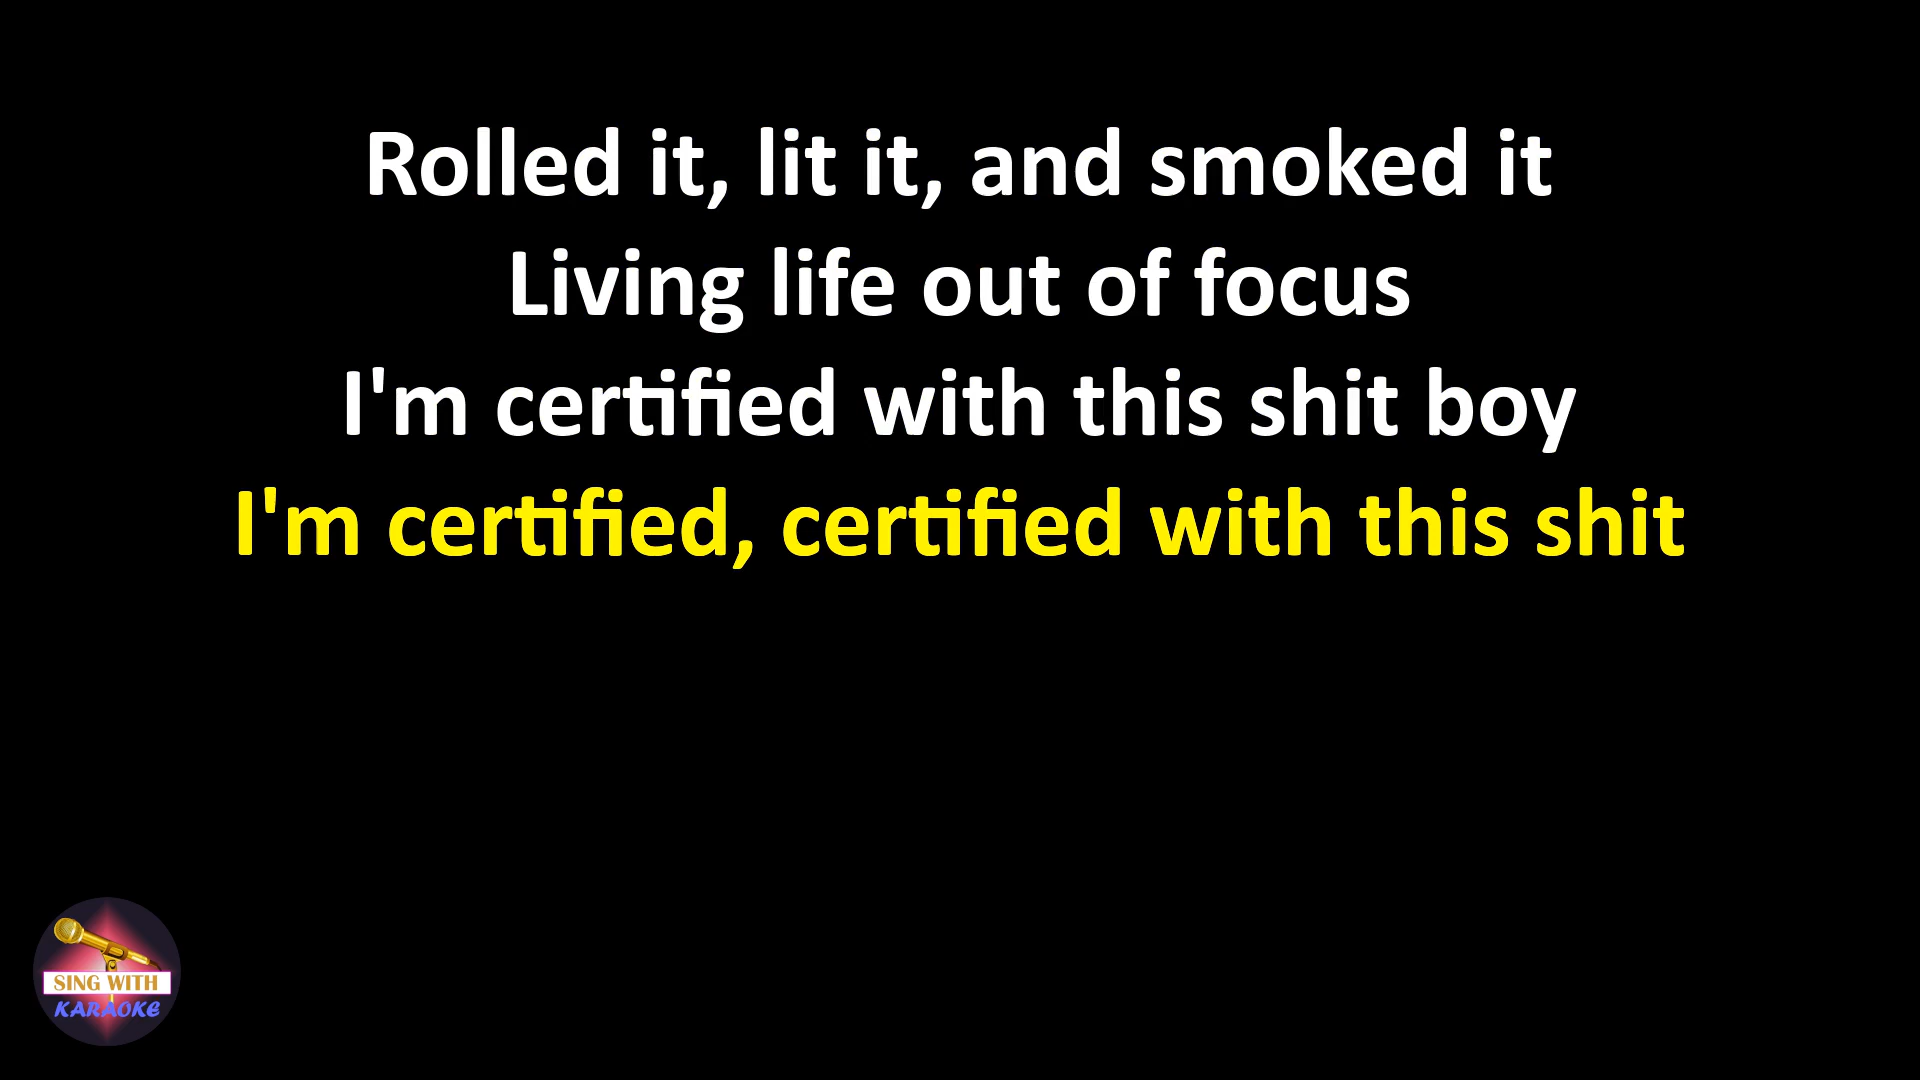 Rolled it, lit it, and smoked it
Living life out of focus
I'm certified with this shit boy
I'm certified, certified with this shit
SING WITH
KARAOKE